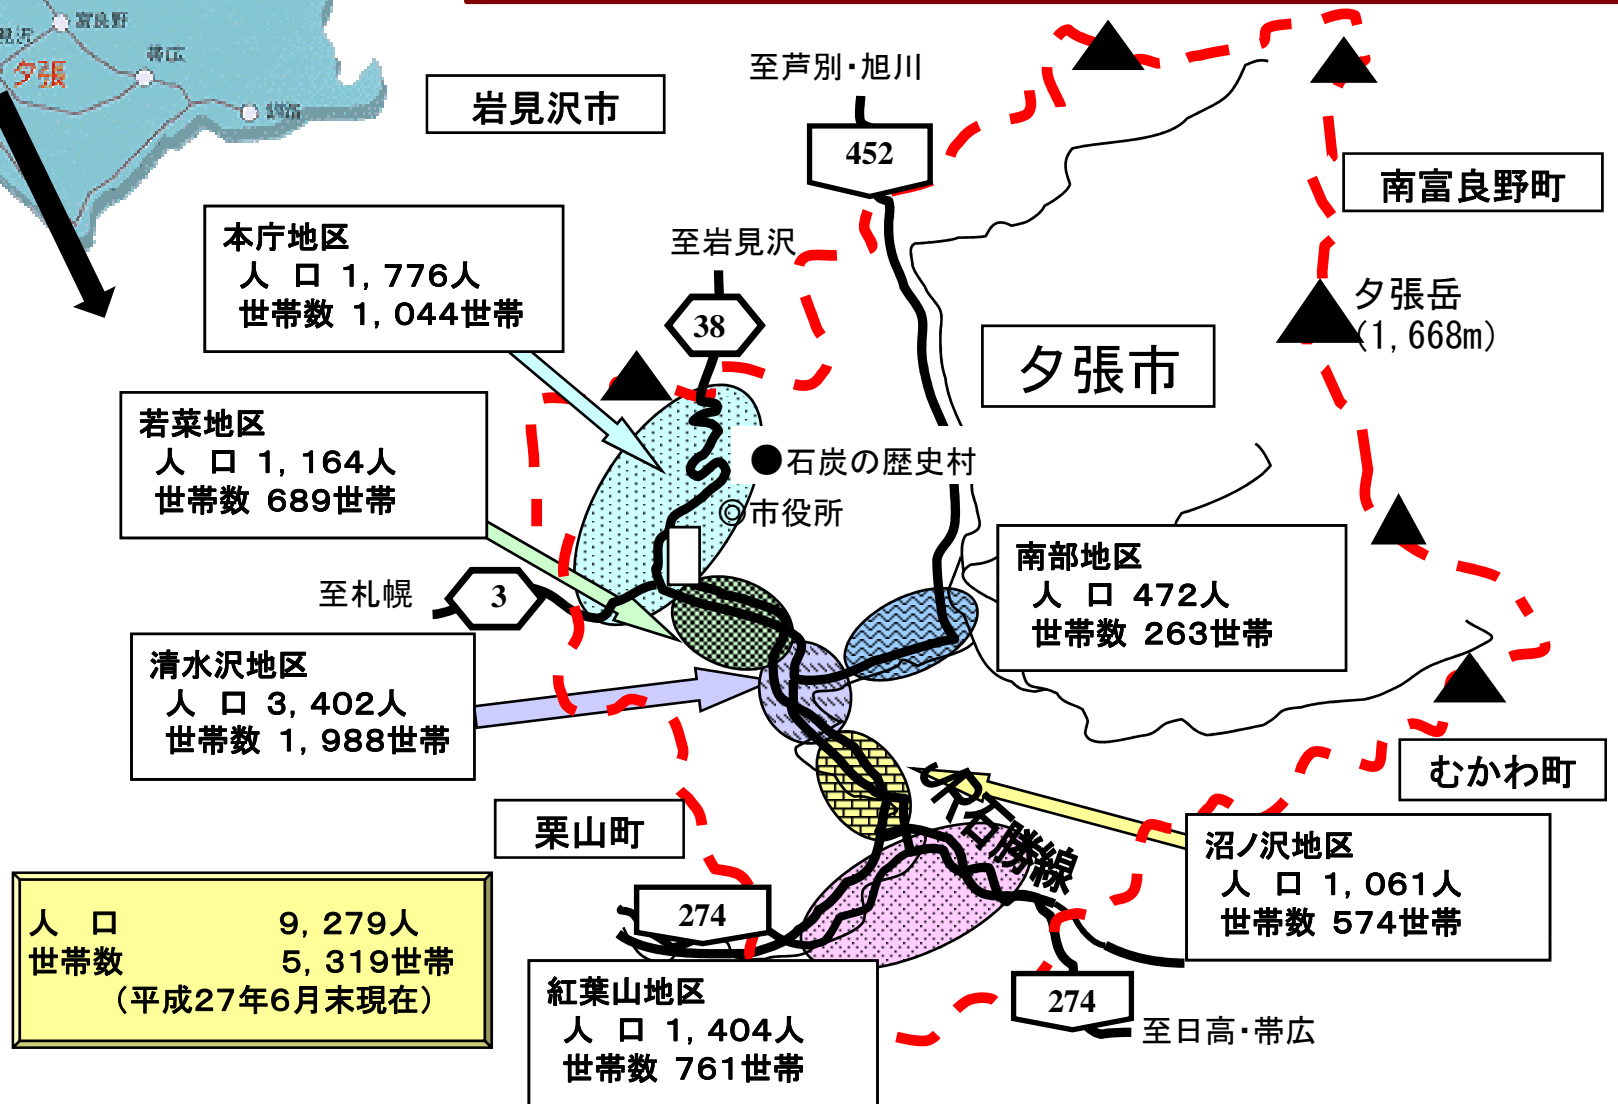 富良野
帯広
夕張
岩見沢市
至芦別・旭川
452
南富良野町
本庁地区
人　口 1, 776人
世帯数 1, 044世帯
至岩見沢
38
夕張岳
(1,668m)
夕張市
若菜地区
人　口 1, 164人
世帯数 689世帯
●石炭の歴史村
◎市役所
南部地区
人　口 472人
世帯数 263世帯
至札幌
3
清水沢地区
人　口 3, 402人
世帯数 1, 988世帯
むかわ町
栗山町
JR石勝線
沼ノ沢地区
人　口 1, 061人
世帯数 574世帯
人　口 9, 279人
世帯数 5, 319世帯
（平成27年6月末現在）
274
紅葉山地区
人　口 1, 404人
世帯数 761世帯
274
至日高・帯広